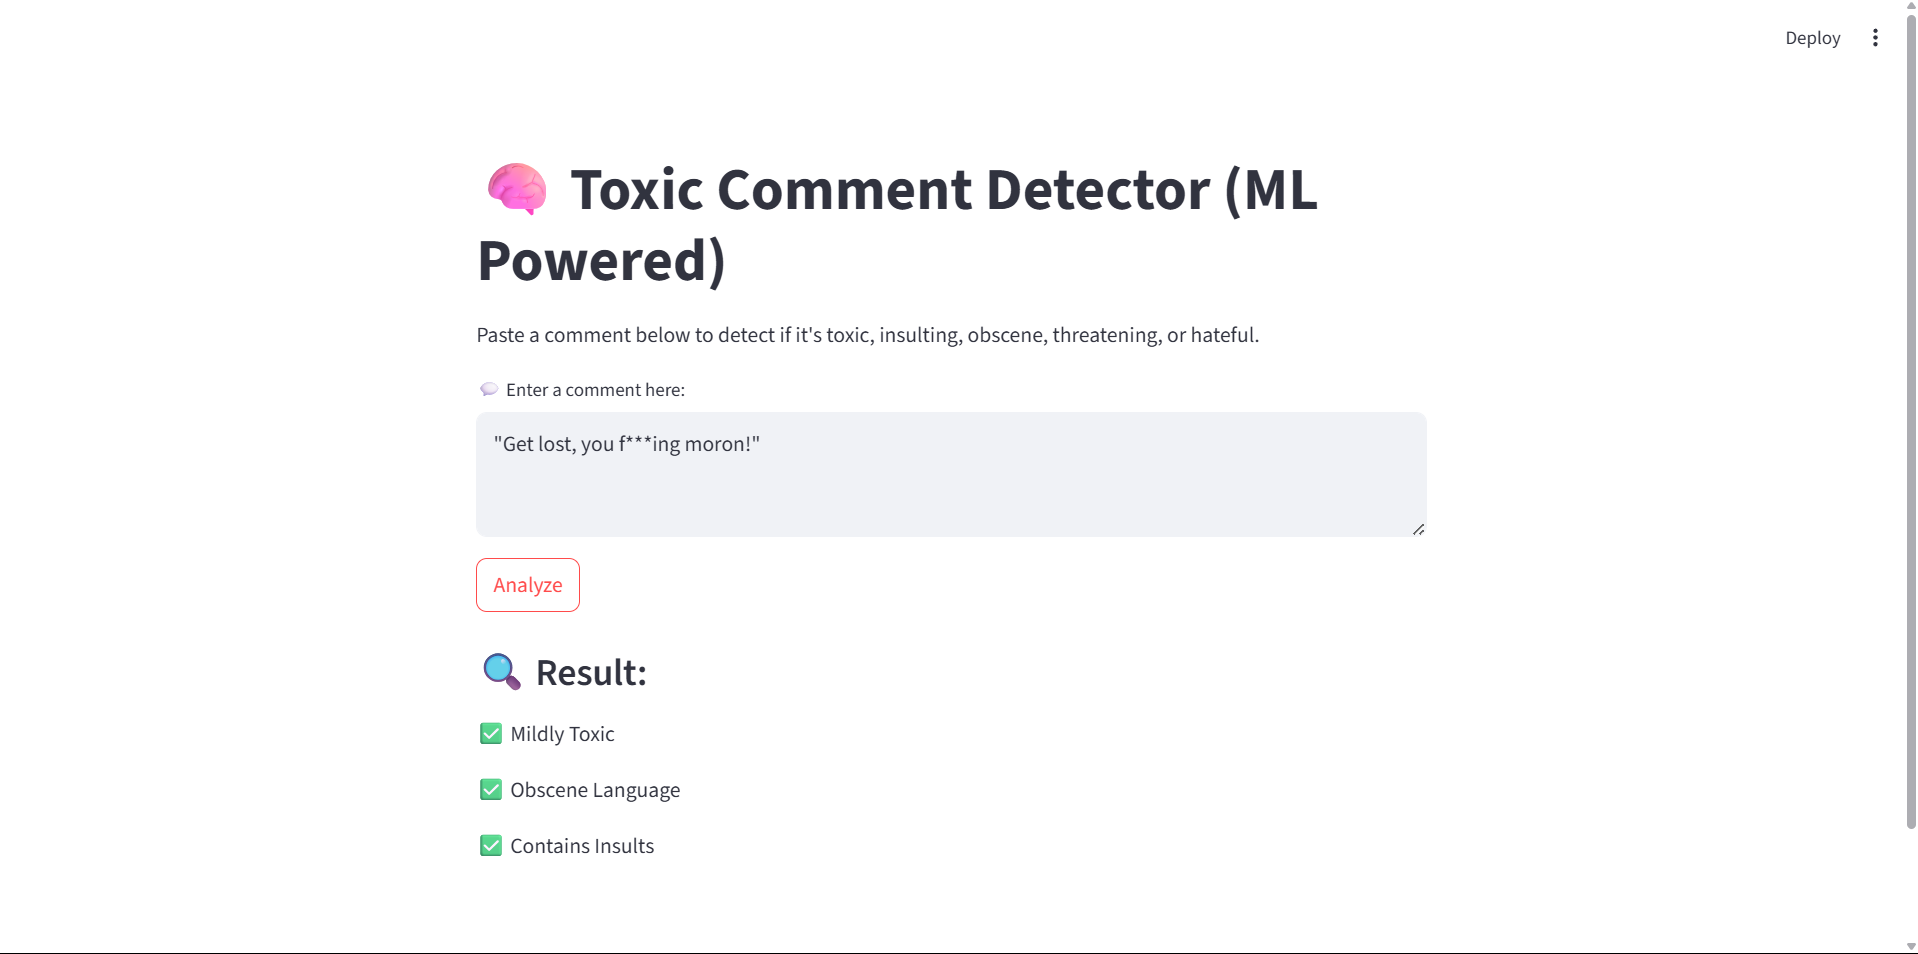 Deploy
Toxic Comment Detector (ML
Powered)
Paste a comment below to detect if it's toxic, insulting, obscene, threatening, or hateful.
Enter a comment here:
"Get lost, you f***ing moron!"
Analyze
Result:
Mildly Toxic
Obscene Language
Contains Insults